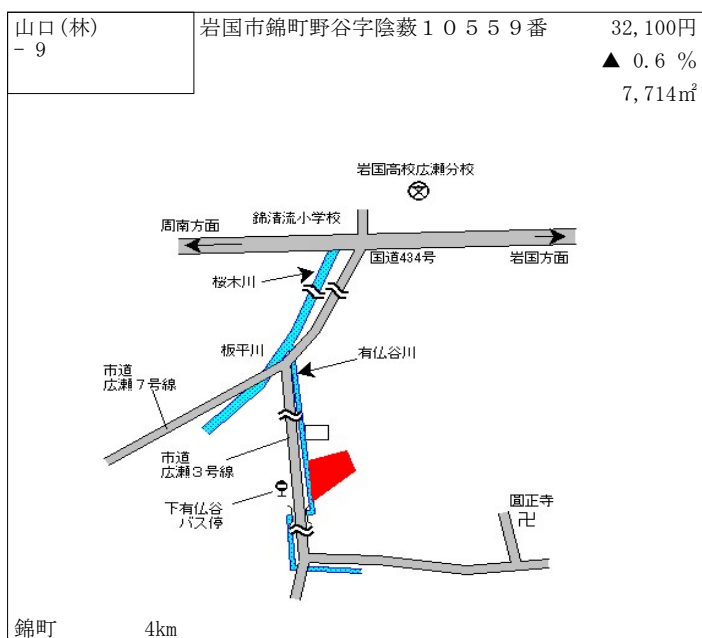 山口(林)
－９
岩国市錦町野谷字陰薮１０５５９番
32,100円
▲ 0.6 %
7,714㎡
岩国高校広瀬分校
錦清流小学校
周南方面
国道434号
岩国方面
桜木川
板平川
有仏谷川
市道
広瀬７号線
市道
広瀬３号線
下有仏谷
バス停
圓正寺
卍
錦町 4km